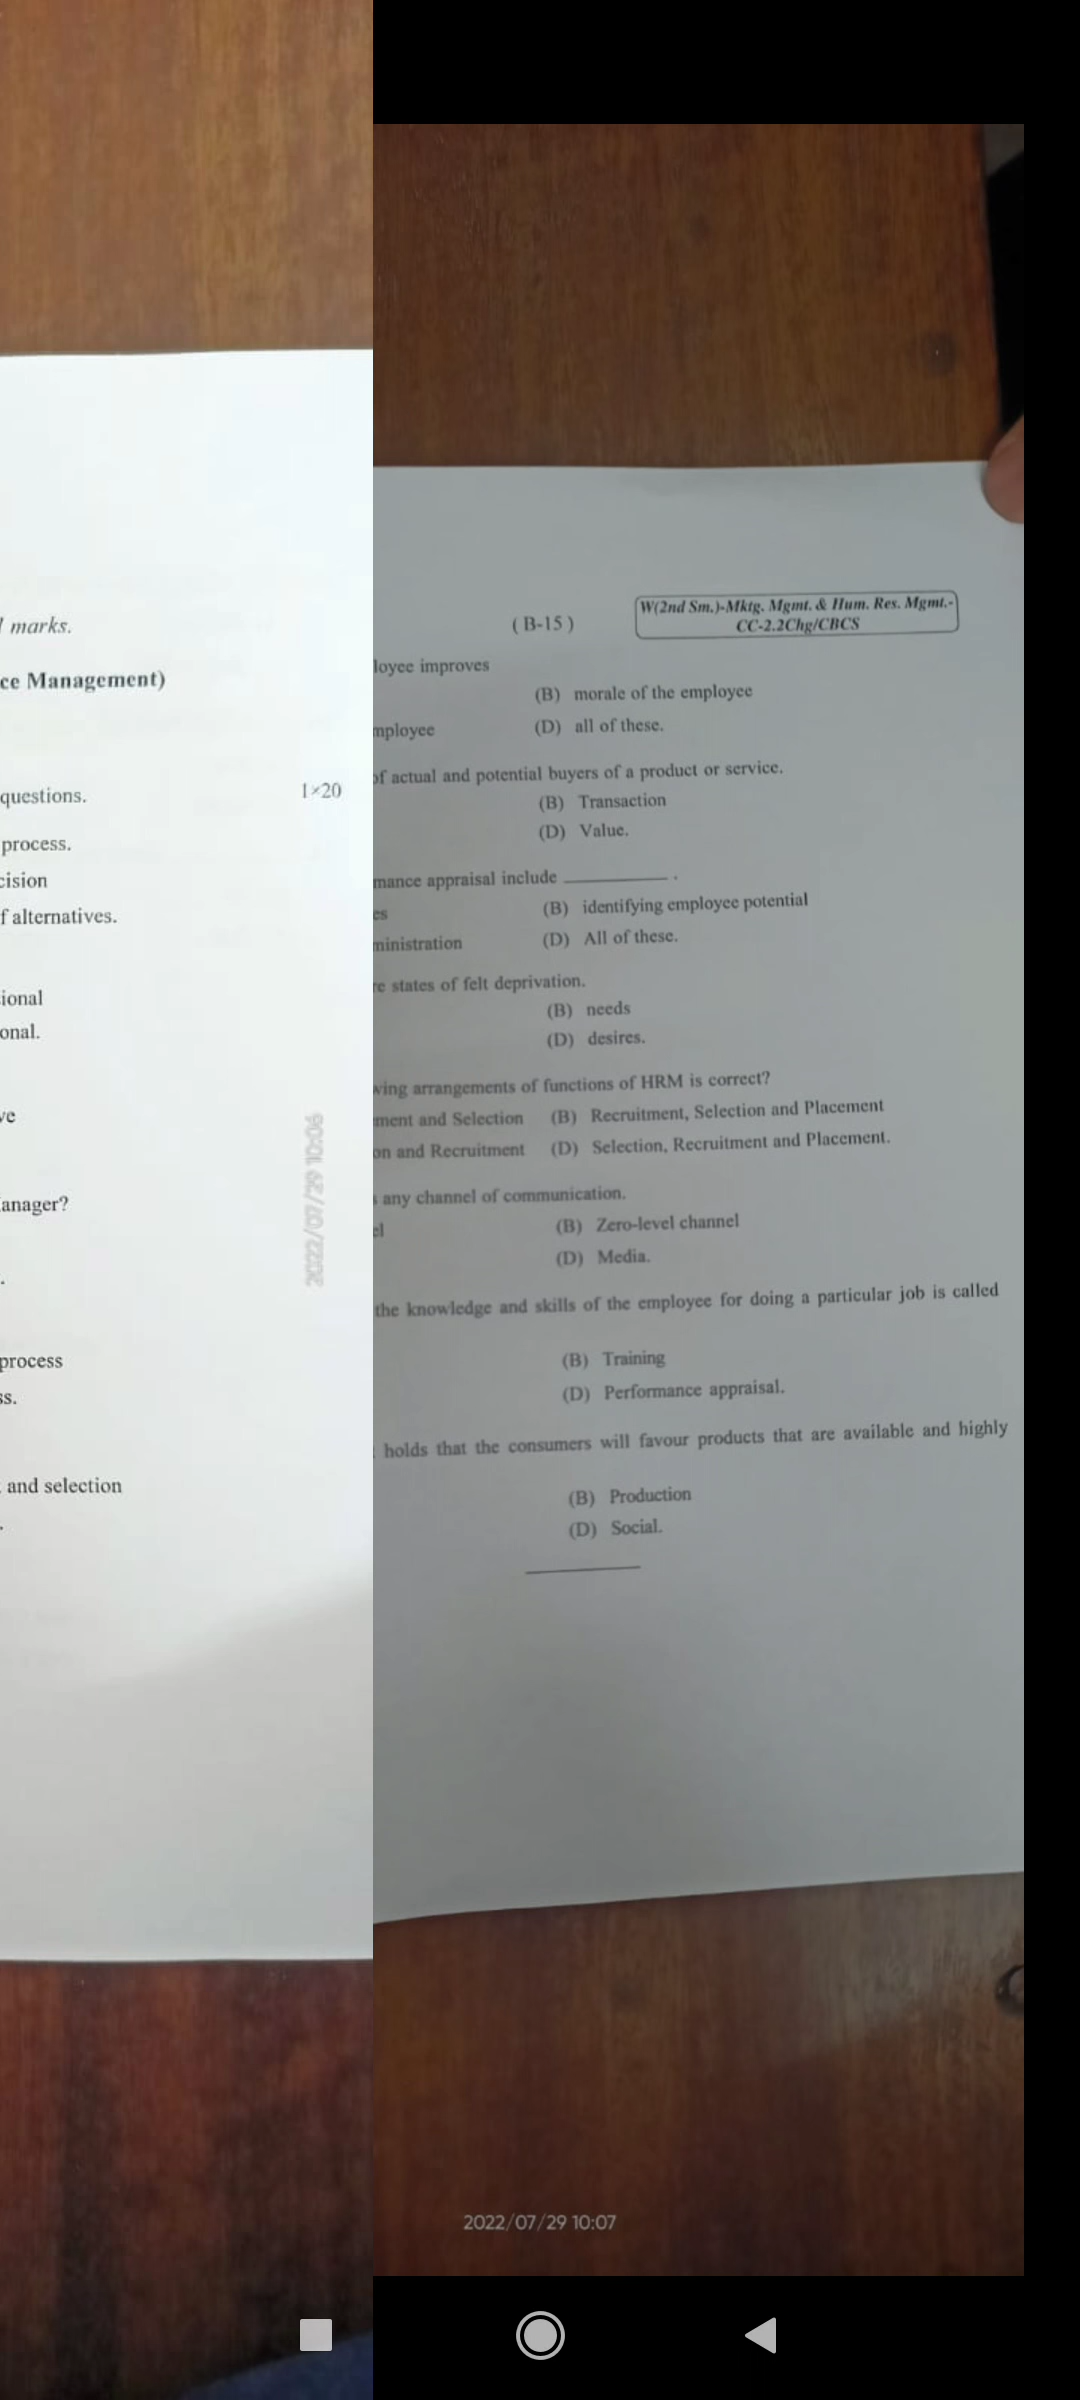 l marks.
ce Management)
questions. 1×20
process.
cision
f alternatives.
ional
onal.
ve
anager?
.
process
ss.
and selection
.
2022/07/29 10:06
( B-15 )
W(2nd Sm.)-Mktg. Mgmt. & Hum. Res. Mgmt.-
CC-2.2Chg/CBCS
loyee improves
(B) morale of the employee
mployee (D) all of these.
of actual and potential buyers of a product or service.
(B) Transaction
(D) Value.
mance appraisal include ________ .
es (B) identifying employee potential
ministration (D) All of these.
re states of felt deprivation.
(B) needs
(D) desires.
wing arrangements of functions of HRM is correct?
ment and Selection (B) Recruitment, Selection and Placement
on and Recruitment (D) Selection, Recruitment and Placement.
s any channel of communication.
el (B) Zero-level channel
(D) Media.
the knowledge and skills of the employee for doing a particular job is called
(B) Training
(D) Performance appraisal.
holds that the consumers will favour products that are available and highly
(B) Production
(D) Social.
2022/07/29 10:07